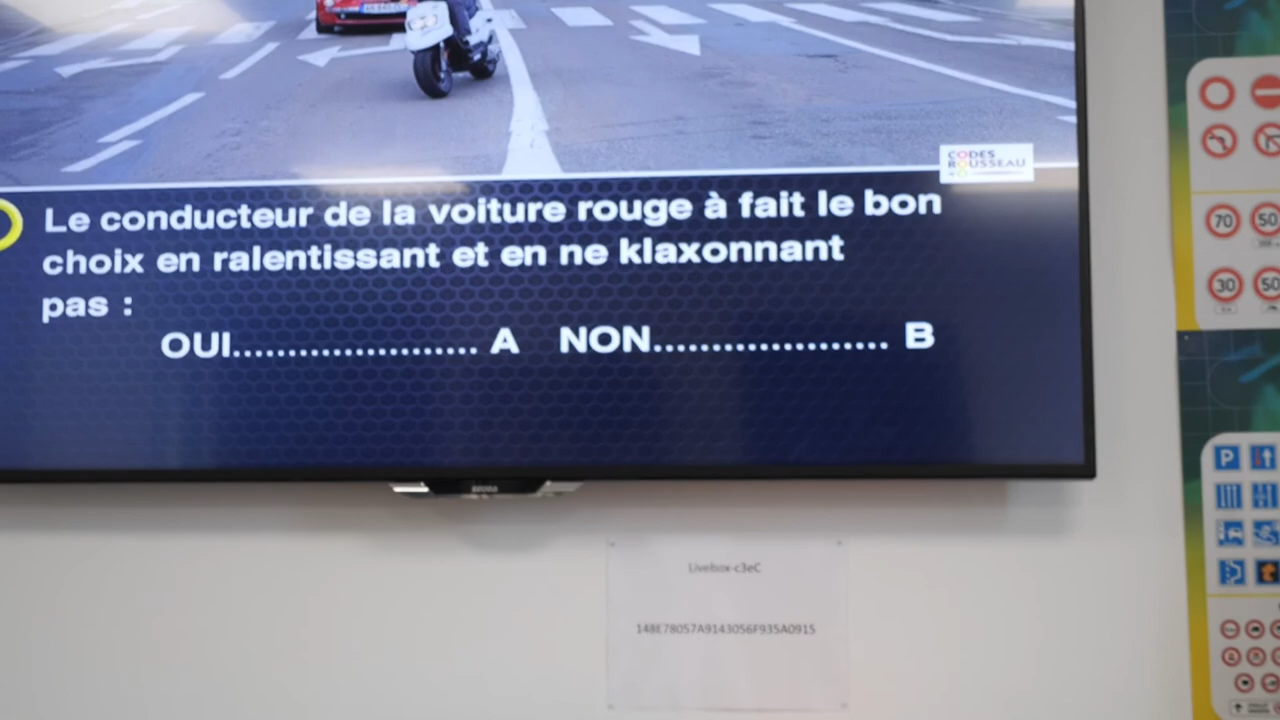 CODES
ROUSSEAU
Le conducteur de la voiture rouge à fait le bon
choix en ralentissant et en ne klaxonnant
pas :
OUI...................... A NON..................... B
Livebox-c3eC
148E78057A9143056F935A0915
70
50
30
50
P